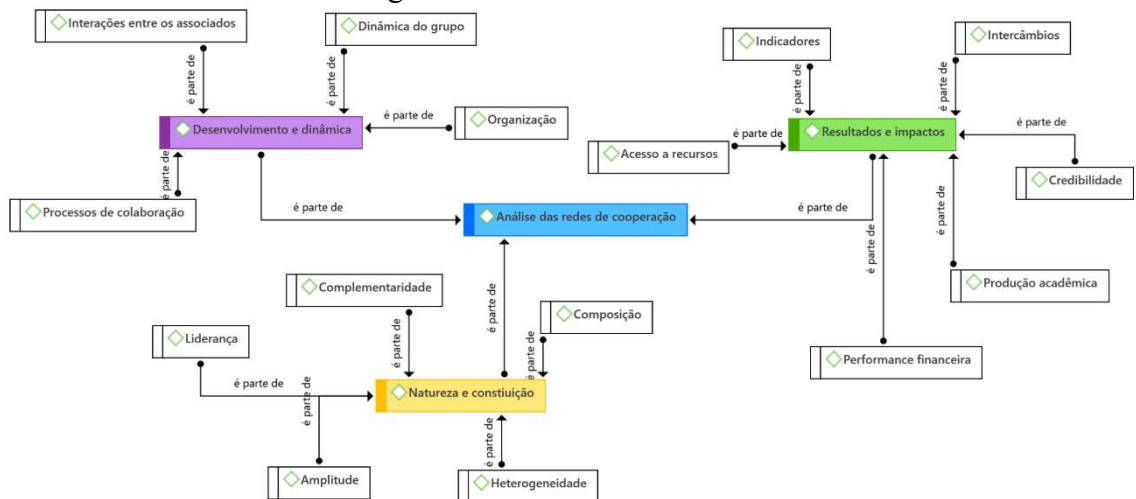 Interações entre os associados
Dinâmica do grupo
Indicadores
Intercâmbios
é parte de
é parte de
é parte de
é parte de
Desenvolvimento e dinâmica
é parte de
Organização
Resultados e impactos
é parte de
é parte de
Acesso a recursos
Credibilidade
é parte de
Processos de colaboração
é parte de
Análise das redes de cooperação
é parte de
é parte de
é parte de
Produção acadêmica
Complementaridade
é parte de
Composição
Liderança
é parte de
é parte de
Performance financeira
é parte de
Natureza e constiuição
é parte de
é parte de
Amplitude
Heterogeneidade